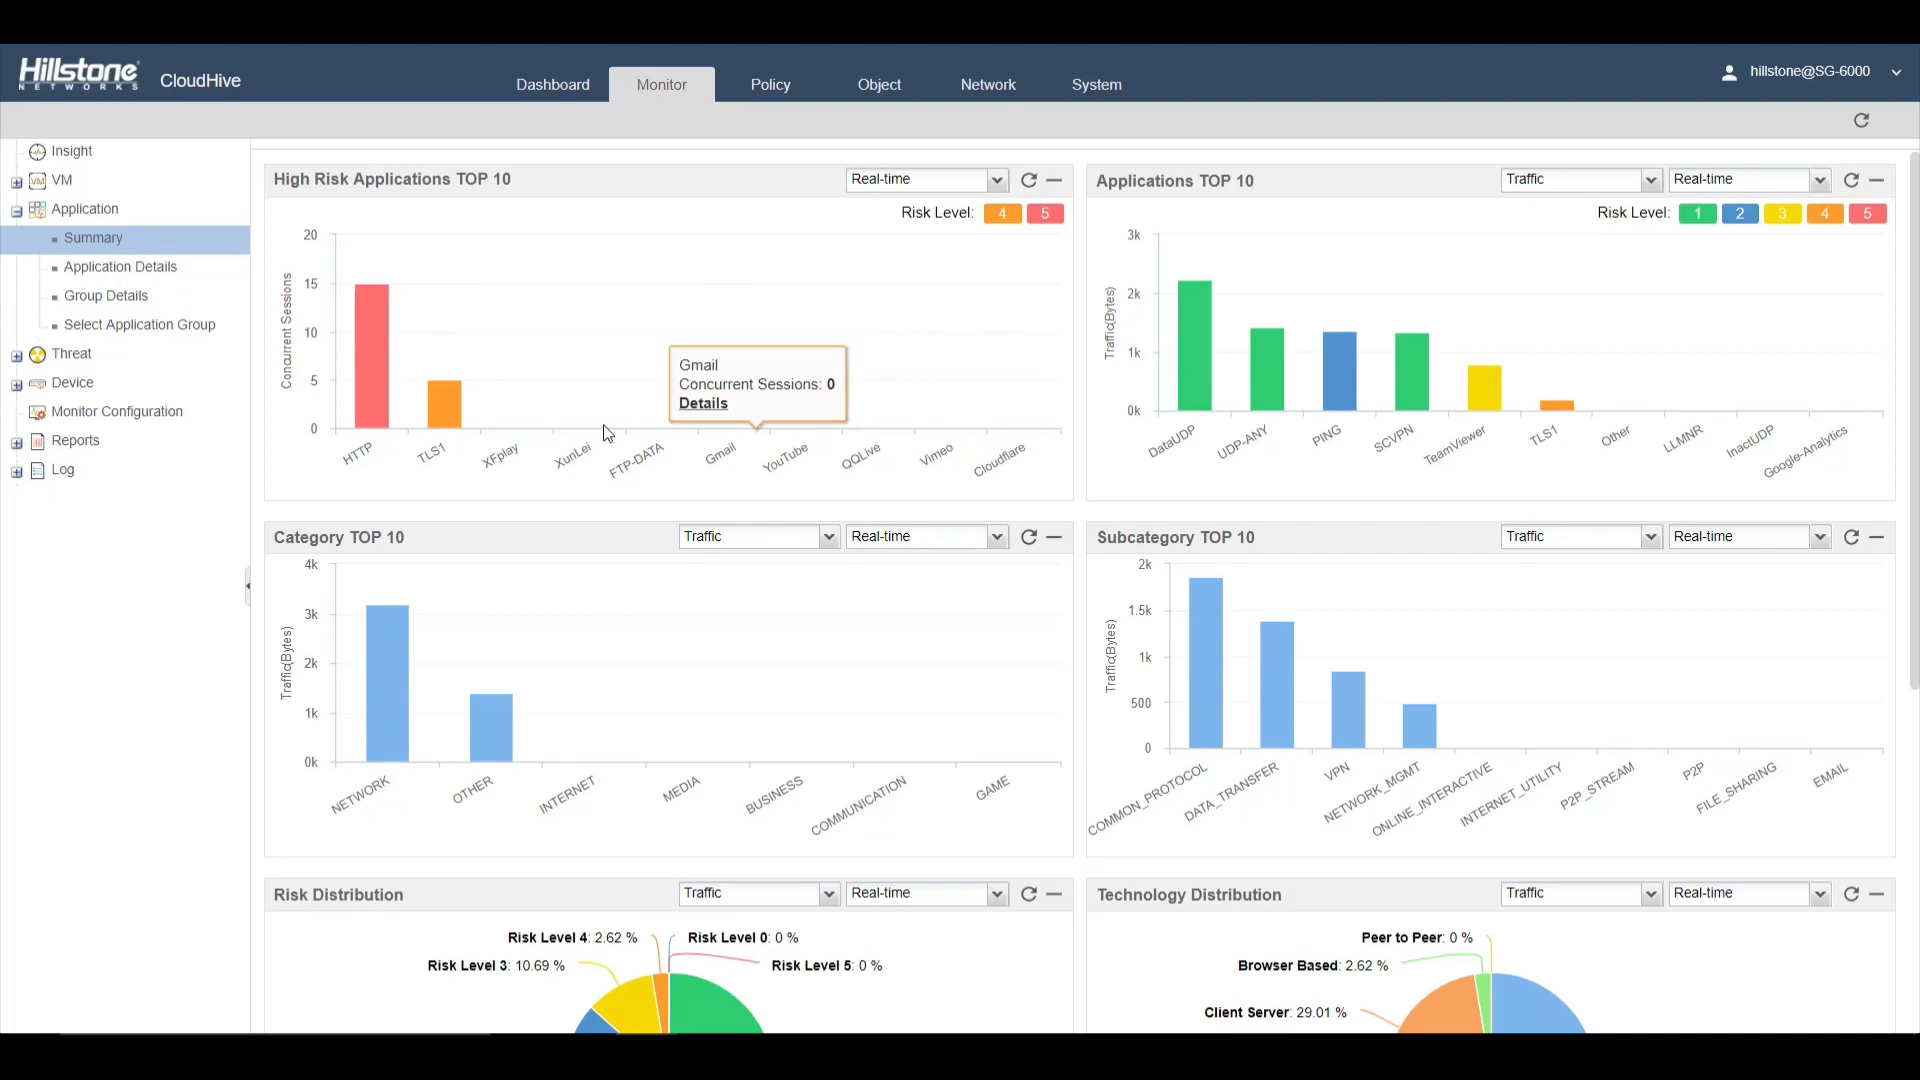 Hillstone
NETWORKS
CloudHive
Dashboard
Monitor
Policy
Object
Network
System
hillstone@SG-6000
Insight
VM
Application
Summary
Application Details
Group Details
Select Application Group
Threat
Device
Monitor Configuration
Reports
Log
High Risk Applications TOP 10
Real-time
Risk Level: 4 5
Concurrent Sessions
20
15
10
5
0
Gmail
Concurrent Sessions: 0
Details
HTTP
TLS1
XFplay
XunLei
FTP-DATA
Gmail
YouTube
QQLive
Vimeo
Cloudflare
Applications TOP 10
Traffic
Real-time
Risk Level: 1 2 3 4 5
Traffic(Bytes)
3k
2k
1k
0k
DataUDP
UDP-ANY
PING
SCVPN
TeamViewer
TLS1
Other
LLMNR
InactUDP
Google-Analytics
Category TOP 10
Traffic
Real-time
Traffic(Bytes)
4k
3k
2k
1k
0k
NETWORK
OTHER
INTERNET
MEDIA
BUSINESS
COMMUNICATION
GAME
Subcategory TOP 10
Traffic
Real-time
Traffic(Bytes)
2k
1.5k
1k
500
0
COMMON_PROTOCOL
DATA_TRANSFER
VPN
NETWORK_MGMT
ONLINE_INTERACTIVE
INTERNET_UTILITY
P2P_STREAM
P2P
FILE_SHARING
EMAIL
Risk Distribution
Traffic
Real-time
Risk Level 4: 2.62 %
Risk Level 0: 0 %
Risk Level 3: 10.69 %
Risk Level 5: 0 %
Technology Distribution
Traffic
Real-time
Peer to Peer: 0 %
Browser Based: 2.62 %
Client Server: 29.01 %